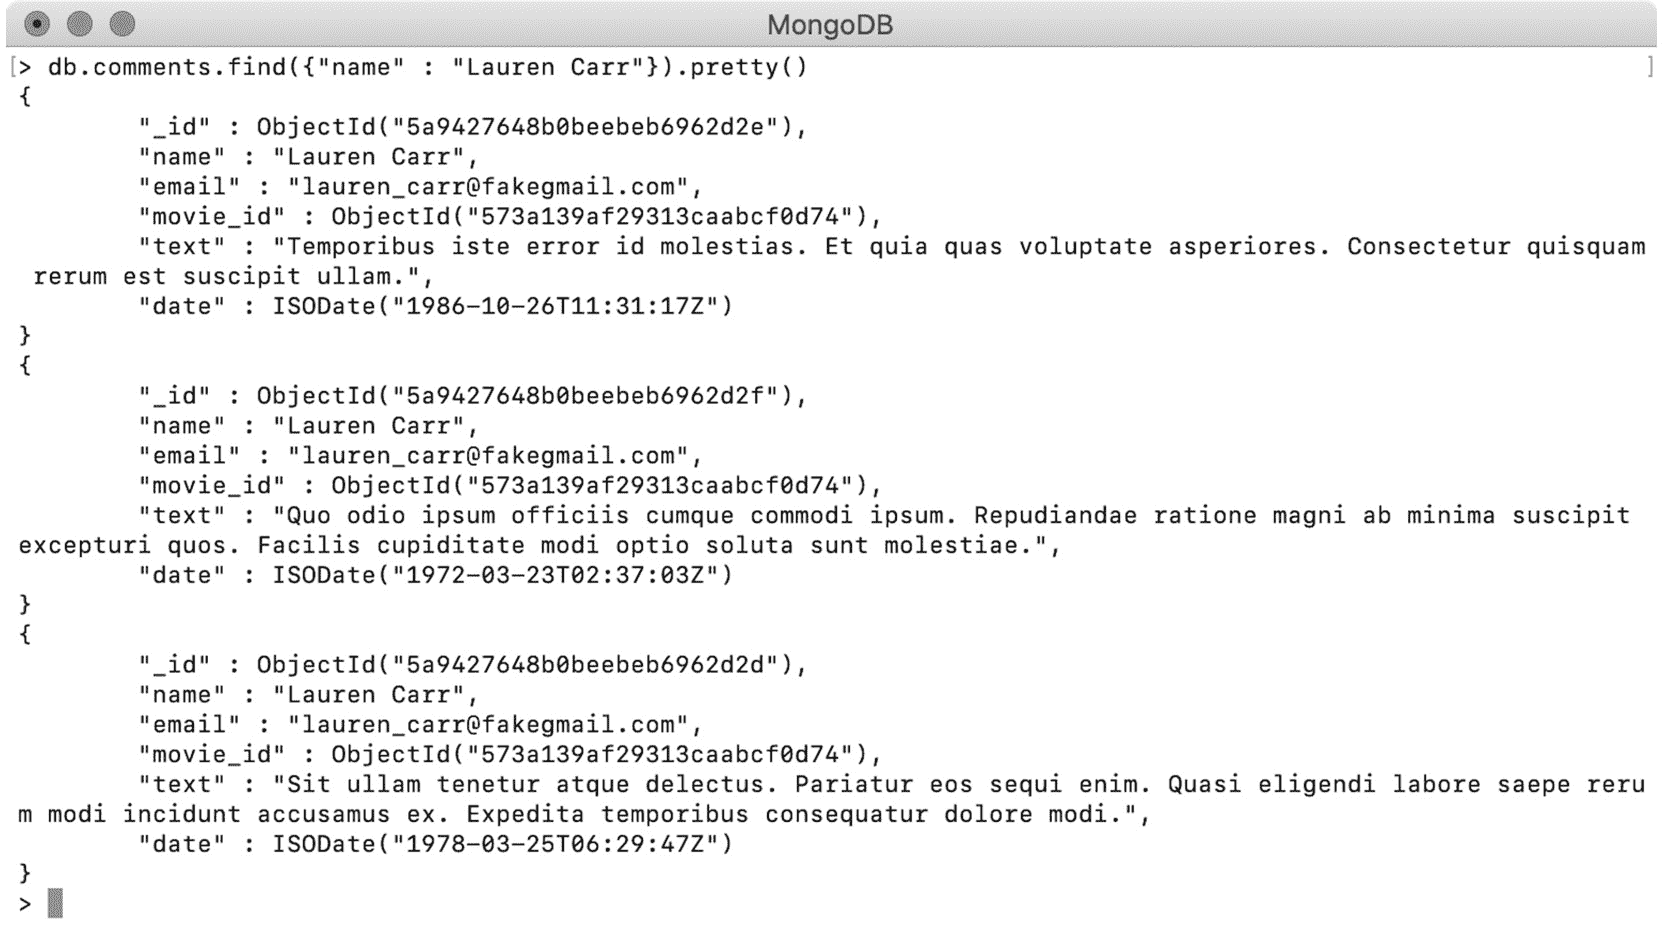 MongoDB
[> db.comments.find({"name" : "Lauren Carr"}).pretty() ]
{
        "_id" : ObjectId("5a9427648b0beebeb6962d2e"),
        "name" : "Lauren Carr",
        "email" : "lauren_carr@fakegmail.com",
        "movie_id" : ObjectId("573a139af29313caabcf0d74"),
        "text" : "Temporibus iste error id molestias. Et quia quas voluptate asperiores. Consectetur quisquam
 rerum est suscipit ullam.",
        "date" : ISODate("1986-10-26T11:31:17Z")
}
{
        "_id" : ObjectId("5a9427648b0beebeb6962d2f"),
        "name" : "Lauren Carr",
        "email" : "lauren_carr@fakegmail.com",
        "movie_id" : ObjectId("573a139af29313caabcf0d74"),
        "text" : "Quo odio ipsum officiis cumque commodi ipsum. Repudiandae ratione magni ab minima suscipit
excepturi quos. Facilis cupiditate modi optio soluta sunt molestiae.",
        "date" : ISODate("1972-03-23T02:37:03Z")
}
{
        "_id" : ObjectId("5a9427648b0beebeb6962d2d"),
        "name" : "Lauren Carr",
        "email" : "lauren_carr@fakegmail.com",
        "movie_id" : ObjectId("573a139af29313caabcf0d74"),
        "text" : "Sit ullam tenetur atque delectus. Pariatur eos sequi enim. Quasi eligendi labore saepe reru
m modi incidunt accusamus ex. Expedita temporibus consequatur dolore modi.",
        "date" : ISODate("1978-03-25T06:29:47Z")
}
>